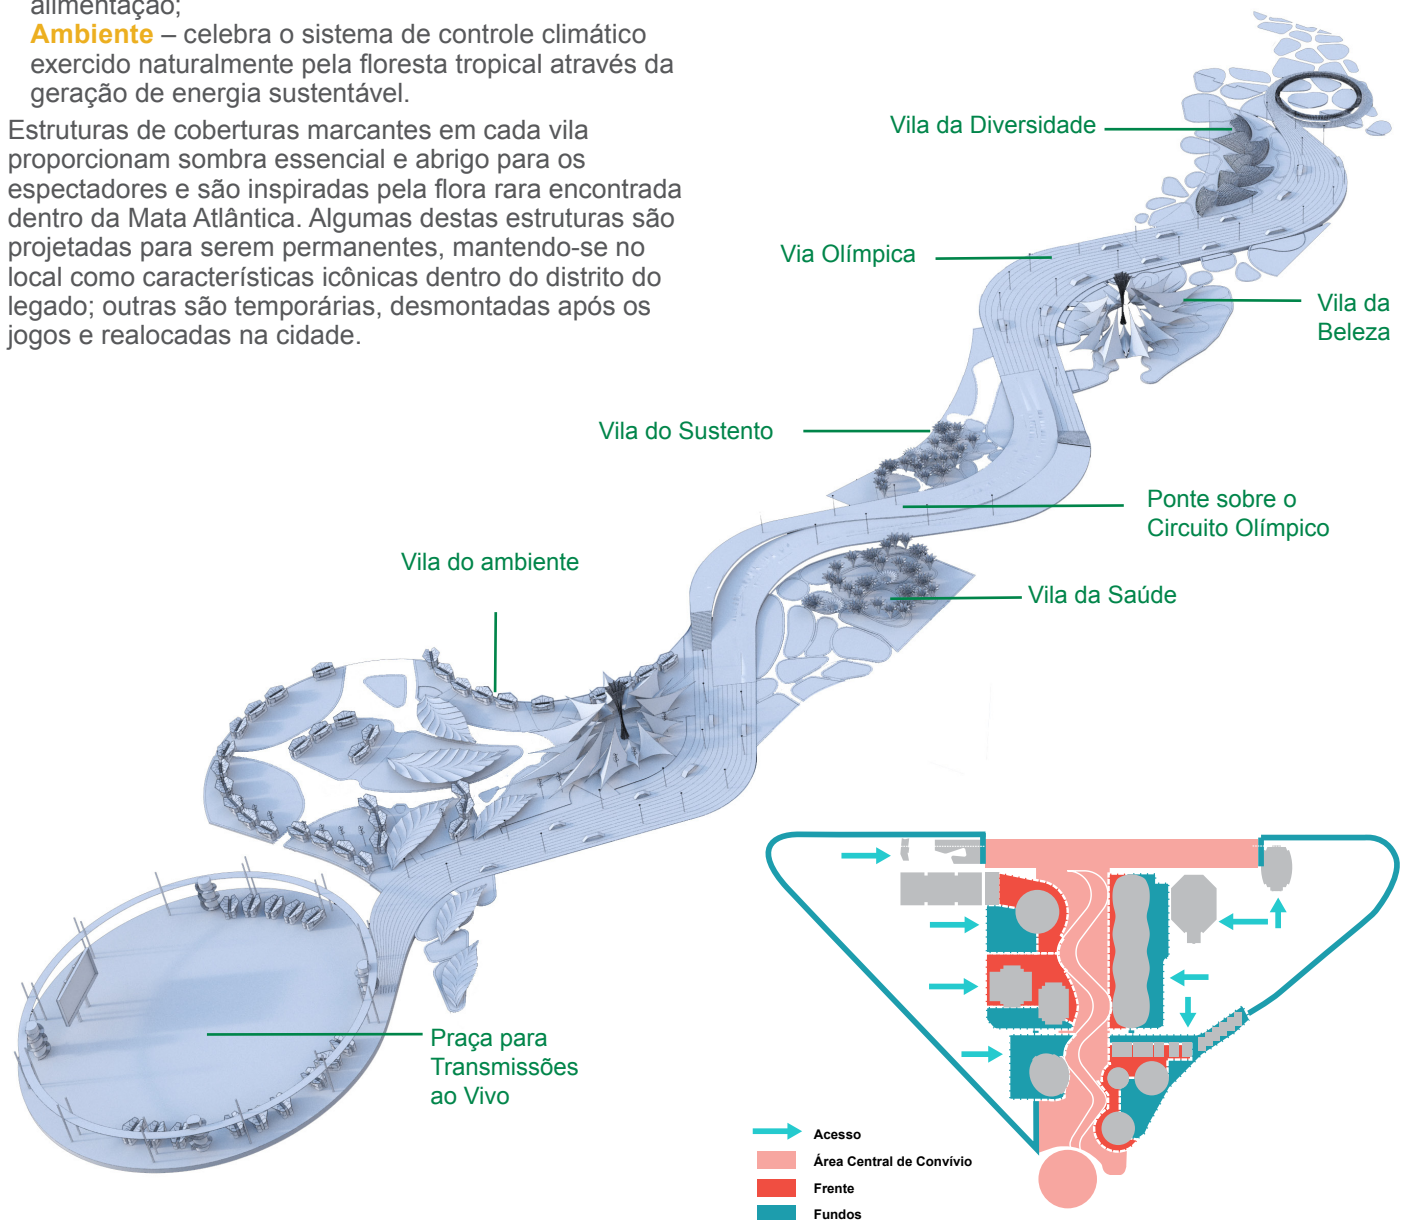 alimentação;
Ambiente – celebra o sistema de controle climático
exercido naturalmente pela floresta tropical através da
geração de energia sustentável.
Estruturas de coberturas marcantes em cada vila
proporcionam sombra essencial e abrigo para os
espectadores e são inspiradas pela flora rara encontrada
dentro da Mata Atlântica. Algumas destas estruturas são
projetadas para serem permanentes, mantendo-se no
local como características icônicas dentro do distrito do
legado; outras são temporárias, desmontadas após os
jogos e realocadas na cidade.
Vila da Diversidade
Via Olímpica
Vila da
Beleza
Vila do Sustento
Ponte sobre o
Circuito Olímpico
Vila do ambiente
Vila da Saúde
Praça para
Transmissões
ao Vivo
Acesso
Área Central de Convívio
Frente
Fundos